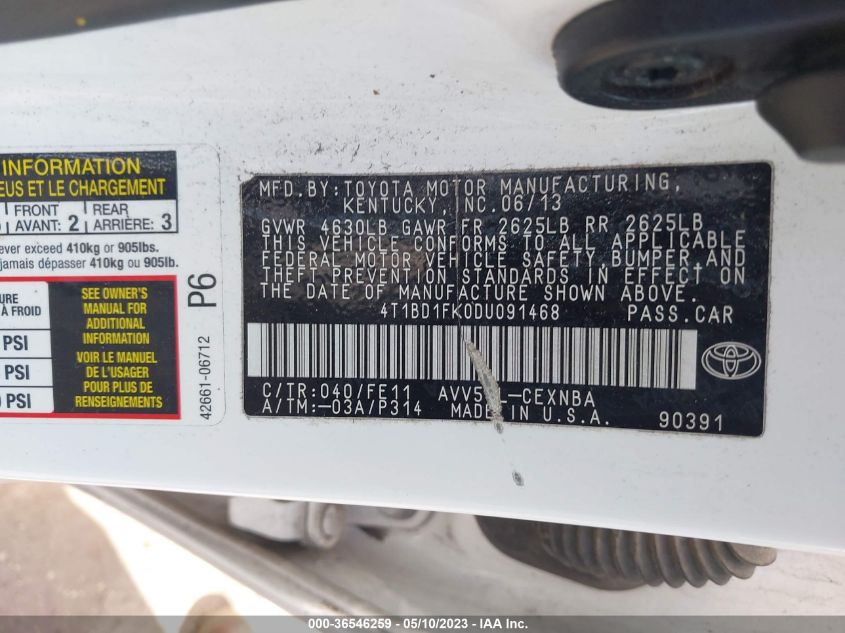 INFORMATION
EUS ET LE CHARGEMENT
FRONT
AVANT: 2
REAR
ARRIÈRE: 3
ever exceed 410kg or 905lbs.
jamais dépasser 410kg ou 905lb.
URE
À FROID
PSI
PSI
PSI
SEE OWNER'S
MANUAL FOR
ADDITIONAL
INFORMATION
VOIR LE MANUEL
DE L'USAGER
POUR PLUS DE
RENSEIGNEMENTS
P6
42661-06712
MFD.BY: TOYOTA MOTOR MANUFACTURING,
KENTUCKY, INC. 06/13
GVWR 4630LB GAWR FR 2625LB RR 2625LB
THIS VEHICLE CONFORMS TO ALL APPLICABLE
FEDERAL MOTOR VEHICLE SAFETY, BUMPER, AND
THEFT PREVENTION STANDARDS IN EFFECT ON
THE DATE OF MANUFACTURE SHOWN ABOVE.
4T1BD1FK0DU091468 PASS.CAR
C/TR:040/FE11 AVV5 L-CEXNBA
A/TM:-03A/P314 MADE IN U.S.A. 90391
000-36546259 - 05/10/2023 - IAA Inc.